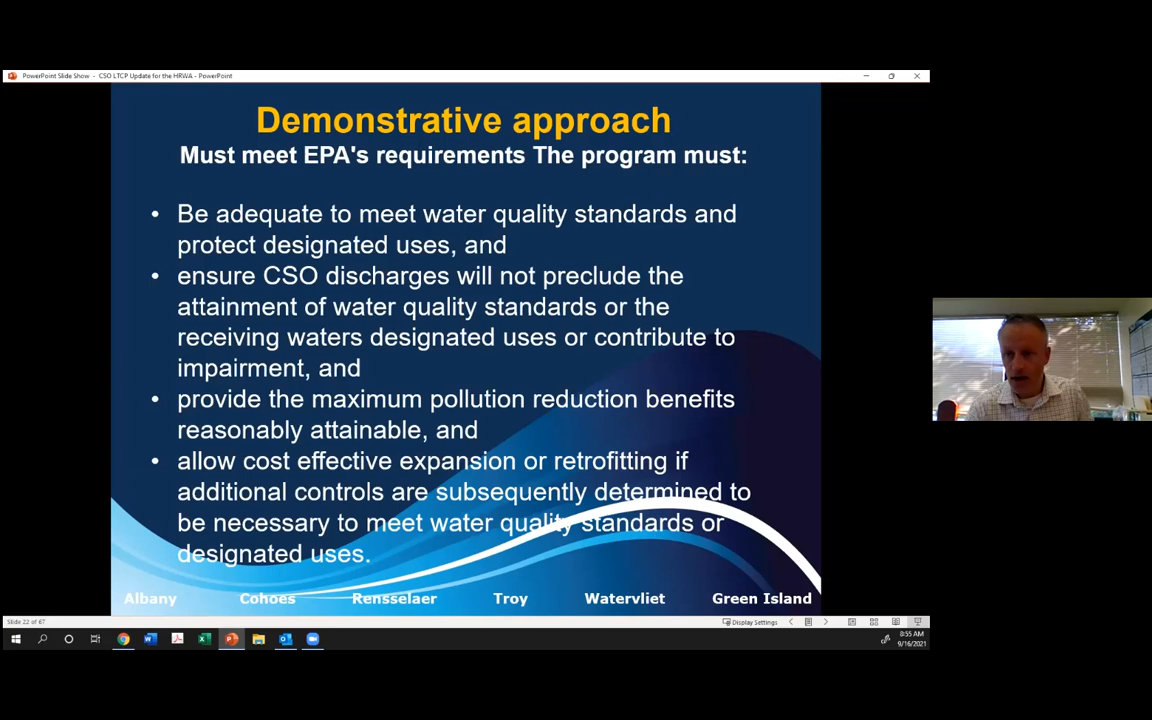 PowerPoint Slide Show - CSO LTCP Update for the HRWA - PowerPoint
Demonstrative approach
Must meet EPA's requirements The program must:
• Be adequate to meet water quality standards and
protect designated uses, and
• ensure CSO discharges will not preclude the
attainment of water quality standards or the
receiving waters designated uses or contribute to
impairment, and
• provide the maximum pollution reduction benefits
reasonably attainable, and
• allow cost effective expansion or retrofitting if
additional controls are subsequently determined to
be necessary to meet water quality standards or
designated uses.
Albany Cohoes Rensselaer Troy Watervliet Green Island
Slide 22 of 67
Display Settings
8:55 AM
9/16/2021